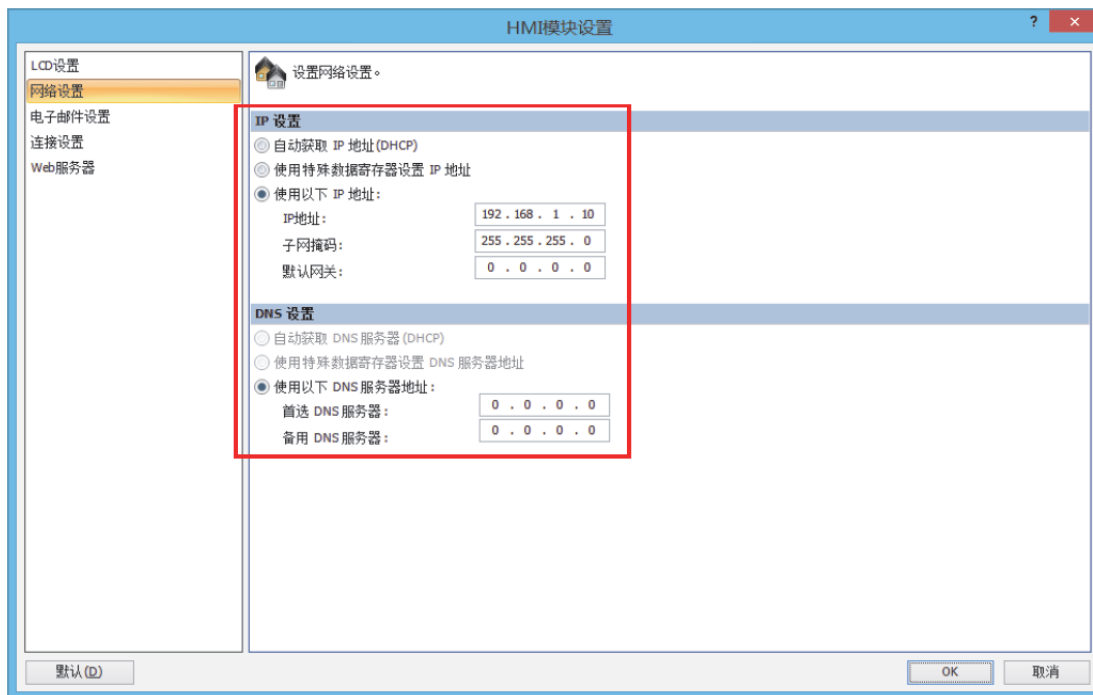 HMI模块设置
?
×
LCD设置
网络设置
电子邮件设置
连接设置
Web服务器
设置网络设置。
IP 设置
自动获取 IP 地址(DHCP)
使用特殊数据寄存器设置 IP 地址
使用以下 IP 地址:
IP地址: 192 . 168 . 1 . 10
子网掩码: 255 . 255 . 255 . 0
默认网关: 0 . 0 . 0 . 0
DNS 设置
自动获取 DNS 服务器(DHCP)
使用特殊数据寄存器设置 DNS 服务器地址
使用以下 DNS 服务器地址:
首选 DNS 服务器: 0 . 0 . 0 . 0
备用 DNS 服务器: 0 . 0 . 0 . 0
默认(D)
OK
取消